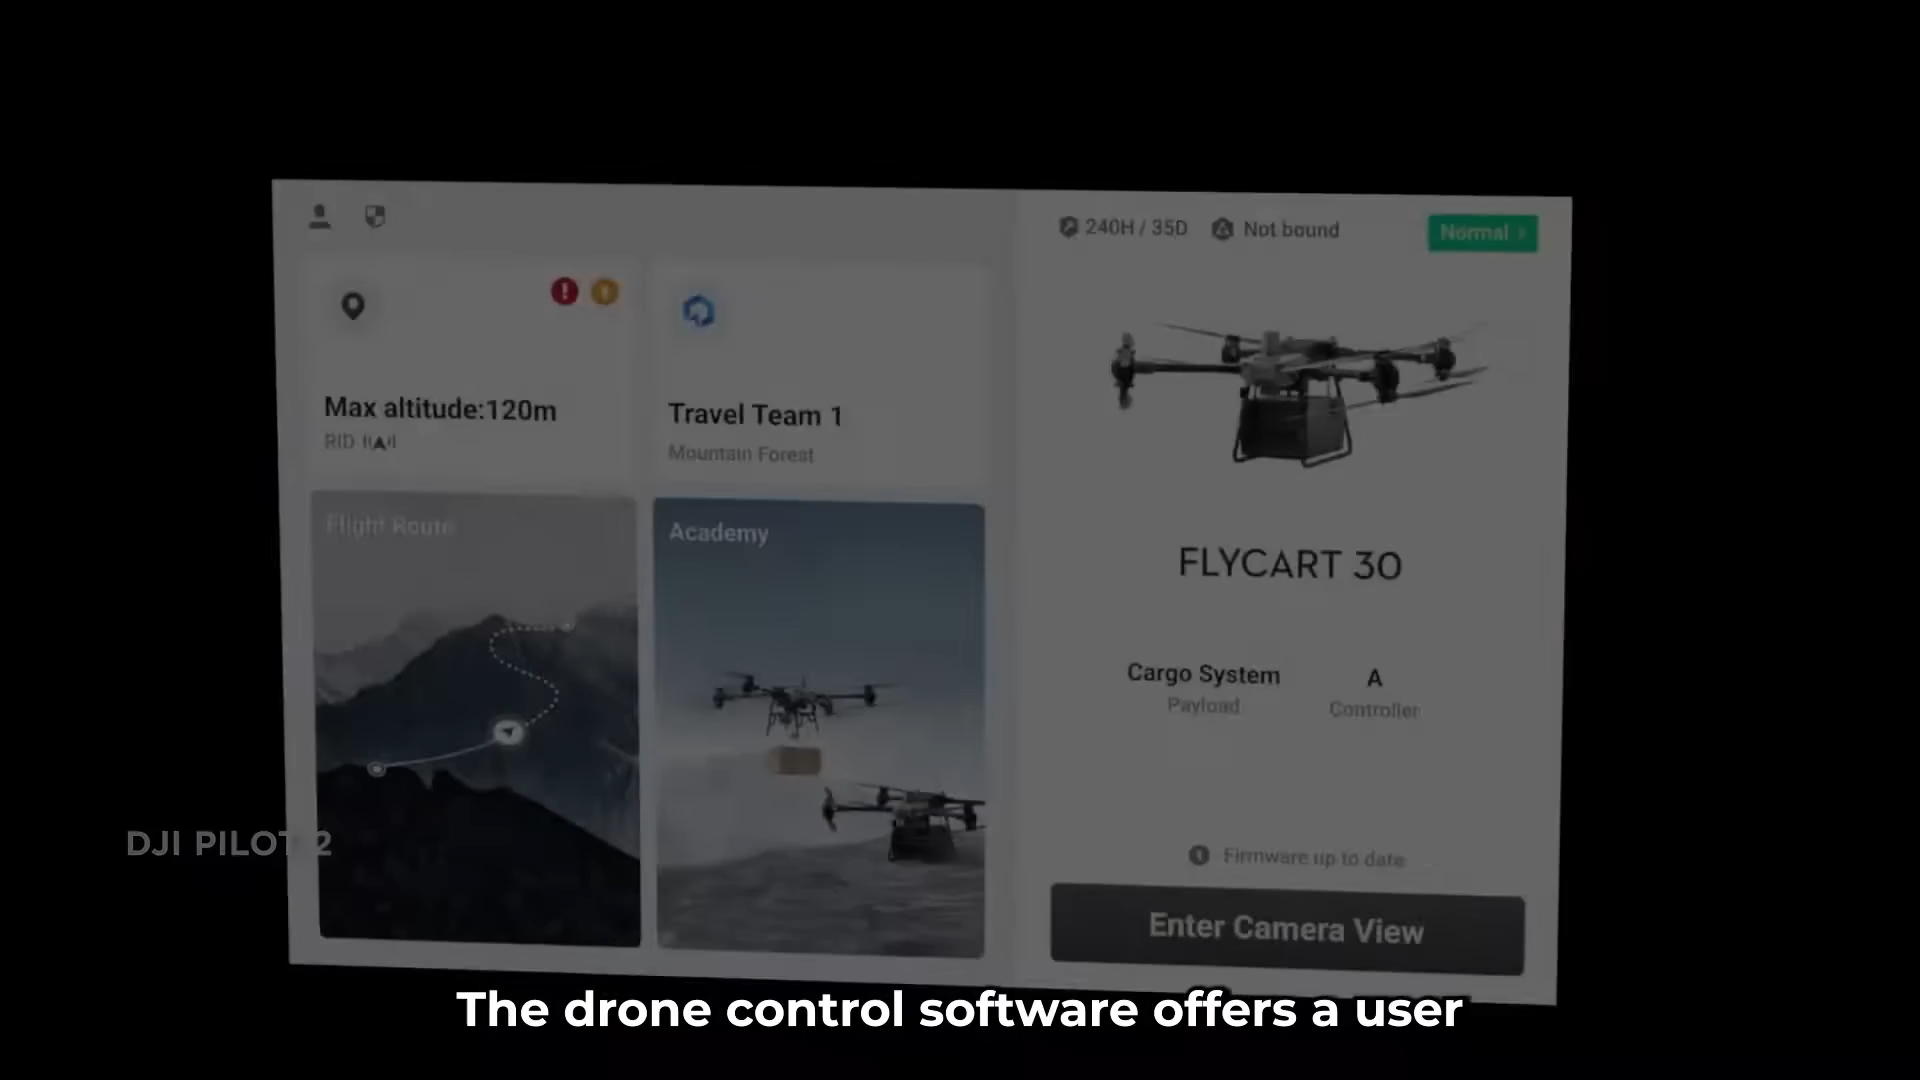 240H / 35D
Not bound
Normal
Max altitude:120m
RID
Travel Team 1
Mountain Forest
Flight Route
Academy
FLYCART 30
Cargo System
Payload
A
Controller
DJI PILOT 2
Firmware up to date
Enter Camera View
The drone control software offers a user